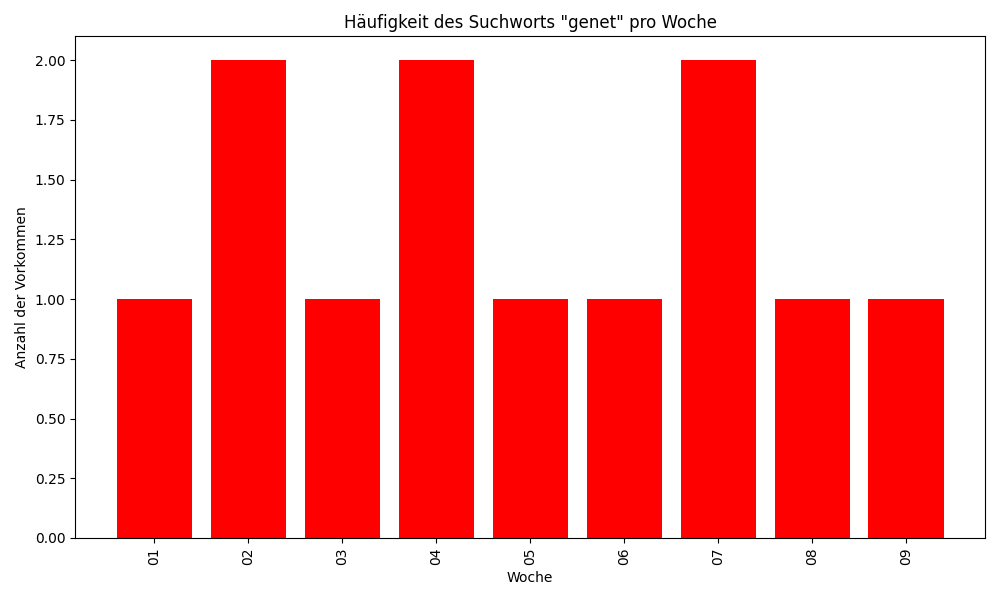 Häufigkeit des Suchworts "genet" pro Woche
Anzahl der Vorkommen
2.00
1.75
1.50
1.25
1.00
0.75
0.50
0.25
0.00
01 02 03 04 05 06 07 08 09
Woche